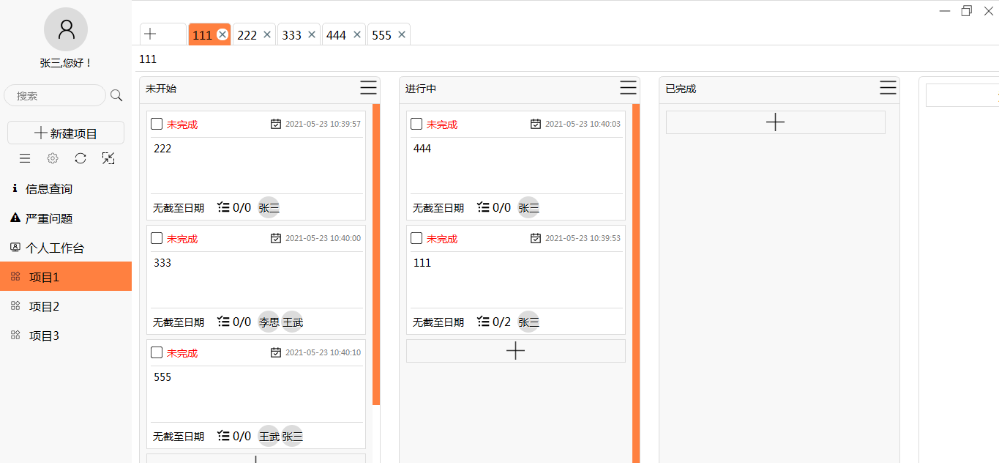 张三,您好！
搜索
新建项目
信息查询
严重问题
个人工作台
项目1
项目2
项目3
111 222 333 444 555
111
未开始
未完成 2021-05-23 10:39:57
222
无截至日期 0/0 张三
未完成 2021-05-23 10:40:00
333
无截至日期 0/0 李思 王武
未完成 2021-05-23 10:40:10
555
无截至日期 0/0 王武 张三
进行中
未完成 2021-05-23 10:40:03
444
无截至日期 0/0 张三
未完成 2021-05-23 10:39:53
111
无截至日期 0/2 张三
已完成